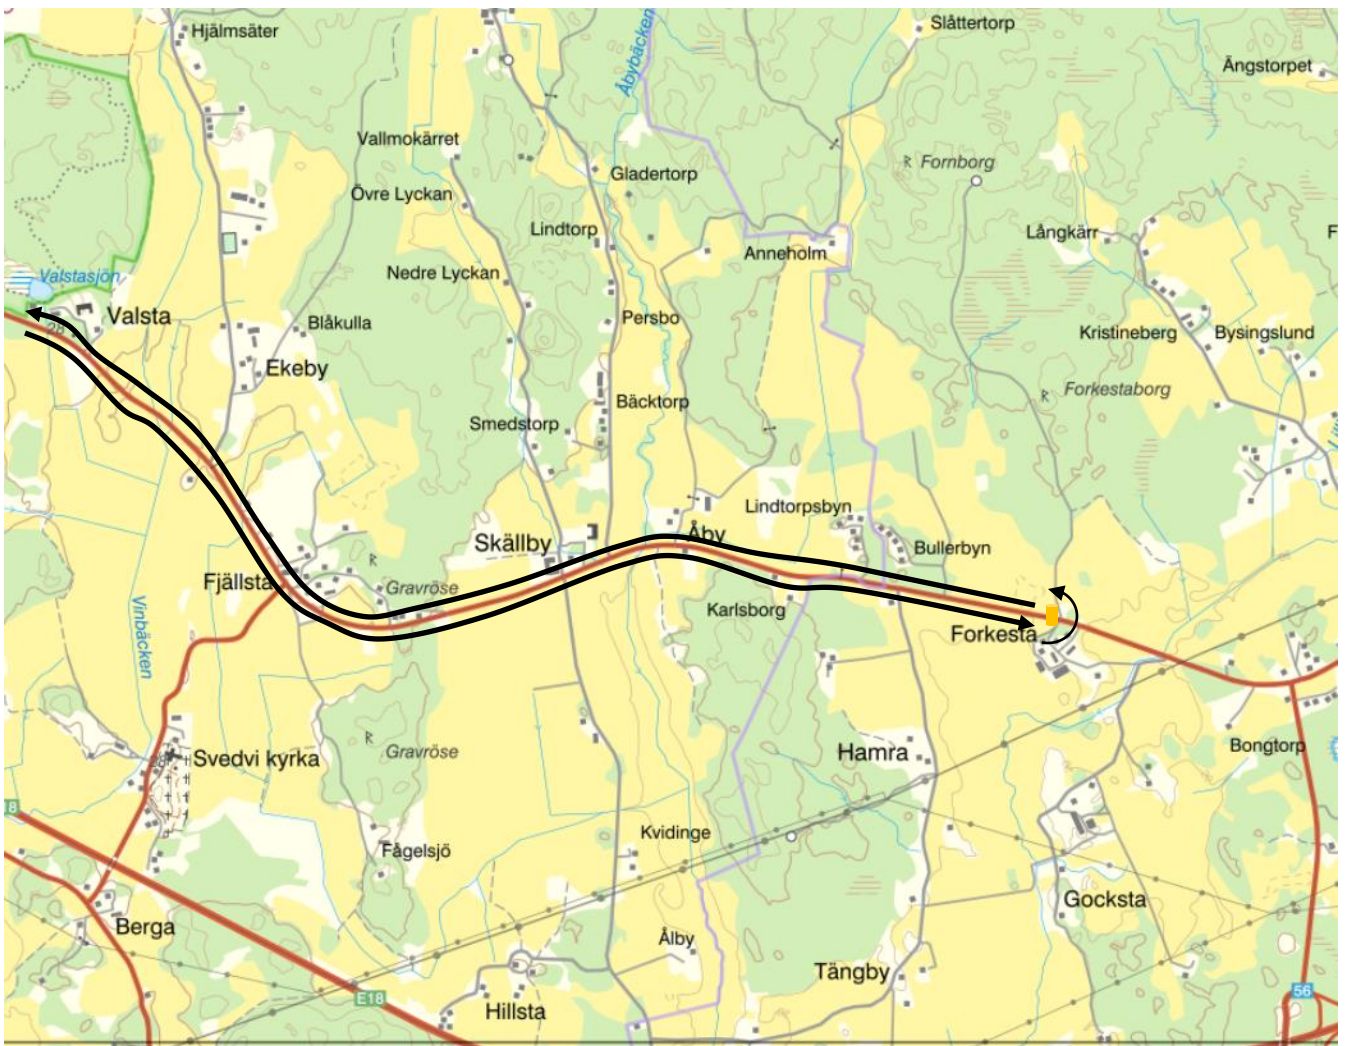 Hjälmsäter
Åbybäcken
Slåttertorp
Ängstorpet
Vallmokärret
Fornborg
Gladertorp
Övre Lyckan
Lindtorp
Långkärr
F
Anneholm
Nedre Lyckan
Valstasjön
Valsta
Persbo
Blåkulla
Kristineberg
Bysingslund
Ekeby
Forkestaborg
Bäcktorp
Smedstorp
Lindtorpsbyn
Skällby
Åby
Bullerbyn
Fjällsta
Gravröse
Karlsborg
Vinbäcken
Forkesta
Bongtorp
Gravröse
Hamra
Svedvi kyrka
18
Kvidinge
Fågelsjö
Gocksta
Berga
Ålby
Tängby
E18
56
Hillsta